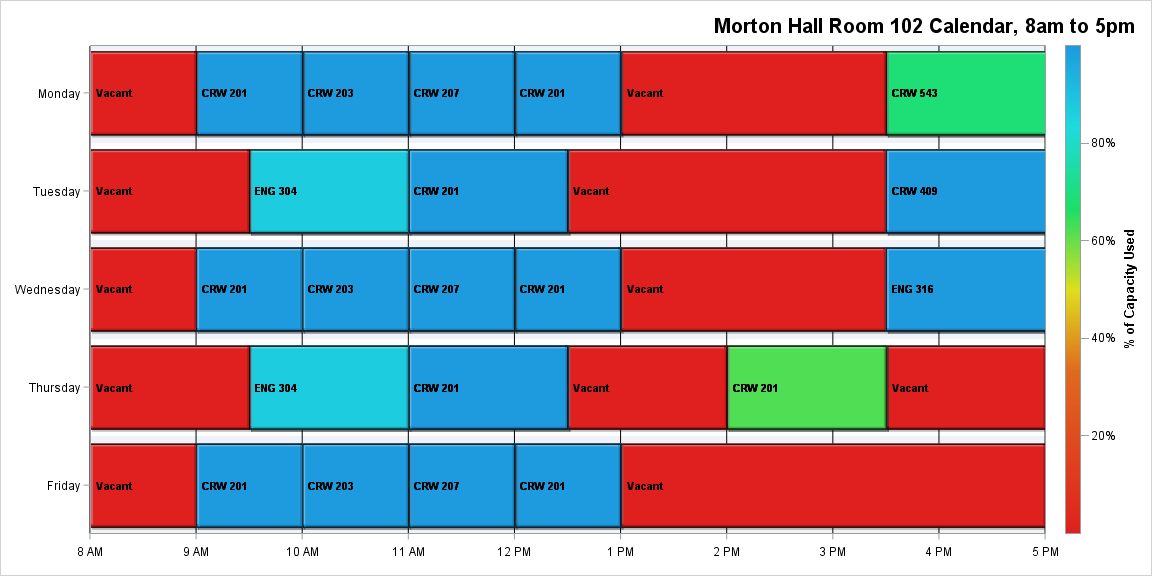 Morton Hall Room 102 Calendar, 8am to 5pm
Monday
Vacant
CRW 201
CRW 203
CRW 207
CRW 201
Vacant
CRW 543
Tuesday
Vacant
ENG 304
CRW 201
Vacant
CRW 409
Wednesday
Vacant
CRW 201
CRW 203
CRW 207
CRW 201
Vacant
ENG 316
Thursday
Vacant
ENG 304
CRW 201
Vacant
CRW 201
Vacant
Friday
Vacant
CRW 201
CRW 203
CRW 207
CRW 201
Vacant
8 AM
9 AM
10 AM
11 AM
12 PM
1 PM
2 PM
3 PM
4 PM
5 PM
80%
60%
40%
20%
% of Capacity Used